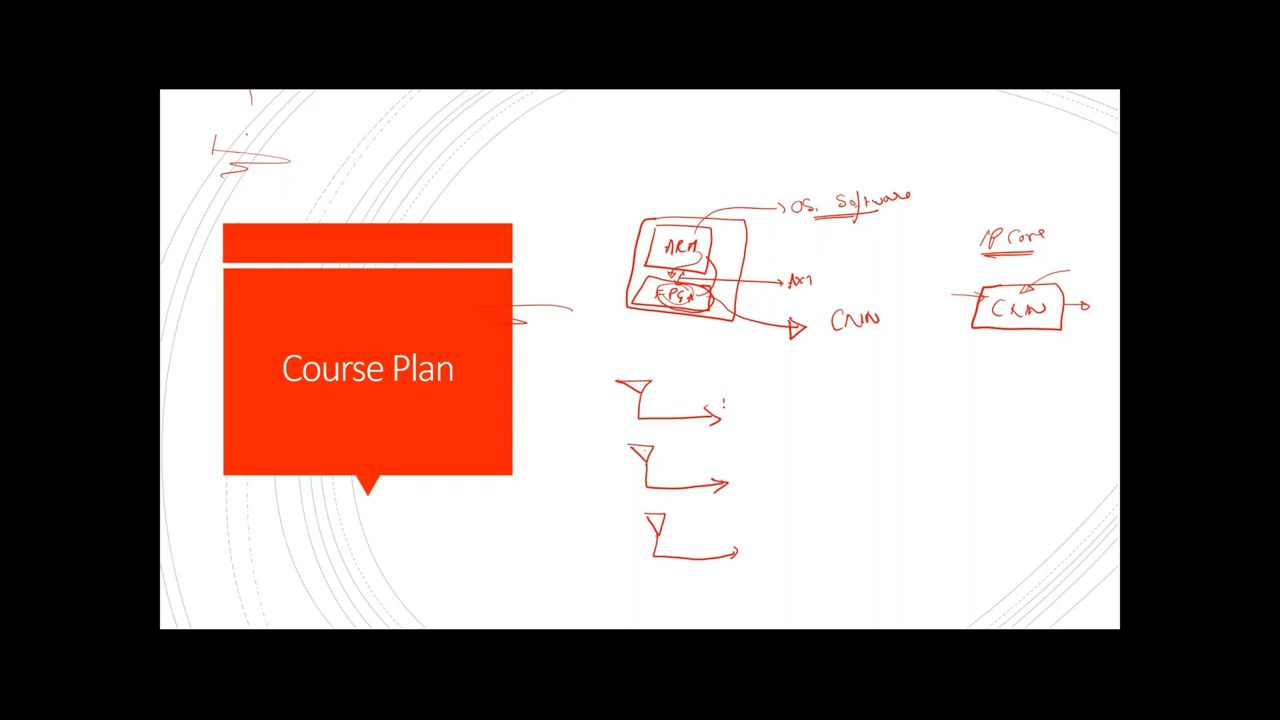 OS, Software
ARM
IP Core
AXI
FPGA
CNN
CNN
Course Plan